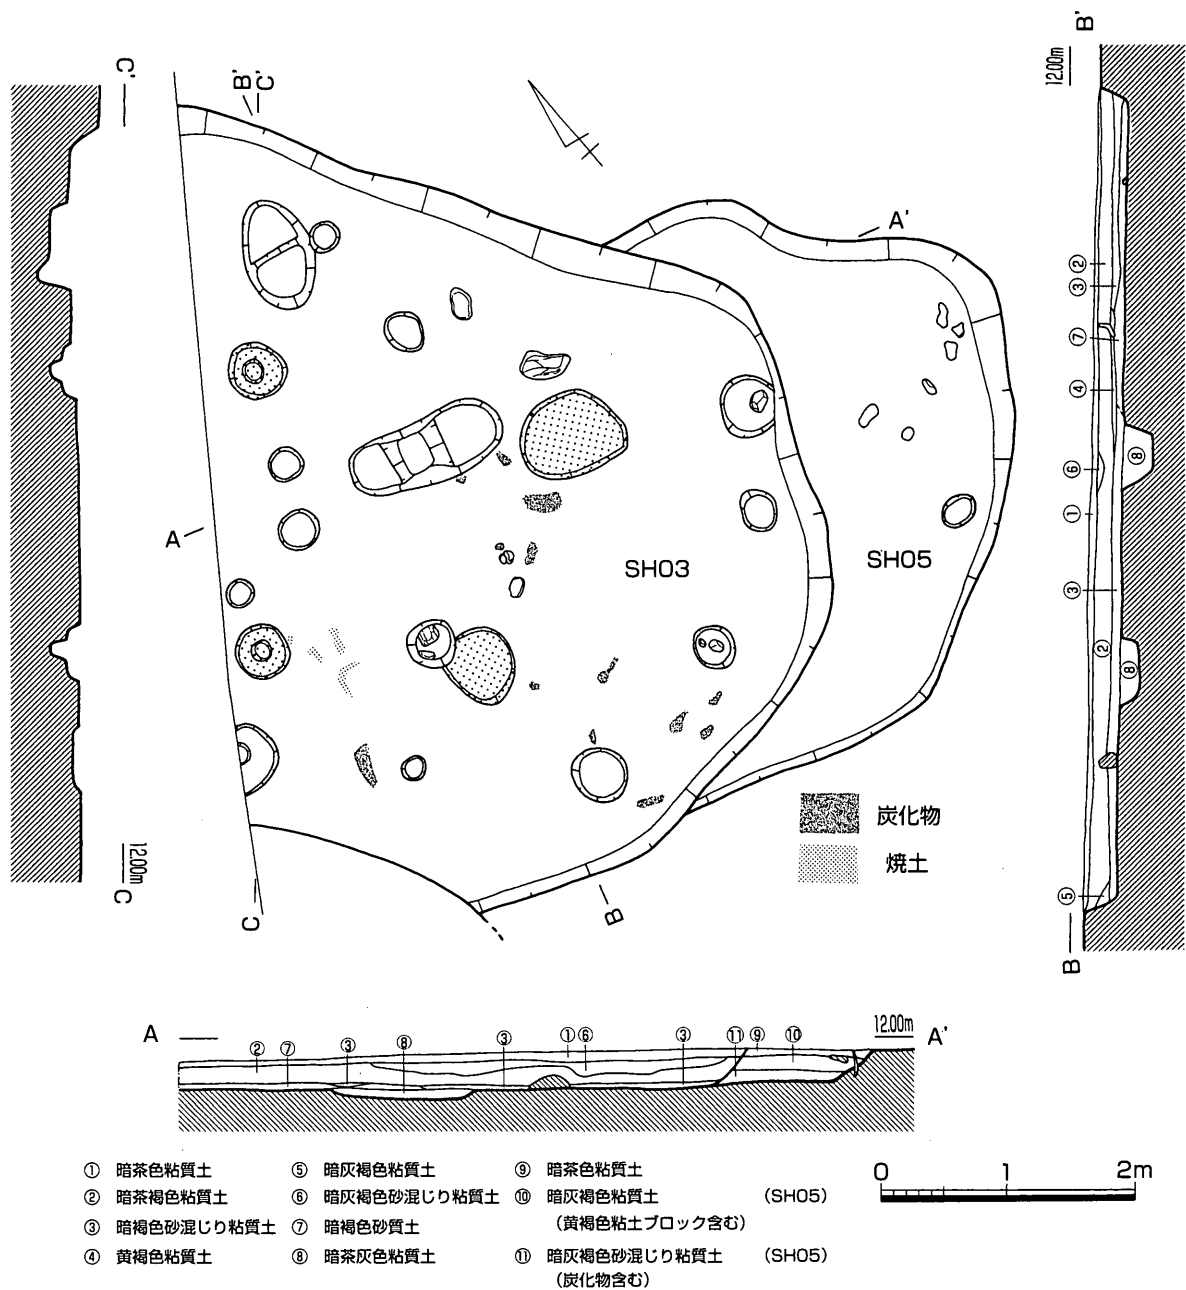 C'
B'
C'
B'
12.00m
A'
②
③
⑦
④
⑧
⑥
①
A
SH03
SH05
③
②
⑧
炭化物
焼土
12.00m
C
C
B
⑤
B
A
12.00m
A'
② ⑦ ③ ⑧ ③ ① ⑥ ③ ⑪ ⑨ ⑩
① 暗茶色粘質土
② 暗茶褐色粘質土
③ 暗褐色砂混じり粘質土
④ 黄褐色粘質土
⑤ 暗灰褐色粘質土
⑥ 暗灰褐色砂混じり粘質土
⑦ 暗褐色砂質土
⑧ 暗茶灰色粘質土
⑨ 暗茶色粘質土
⑩ 暗灰褐色粘質土 (SH05)
(黄褐色粘土ブロック含む)
⑪ 暗灰褐色砂混じり粘質土 (SH05)
(炭化物含む)
0 1 2m